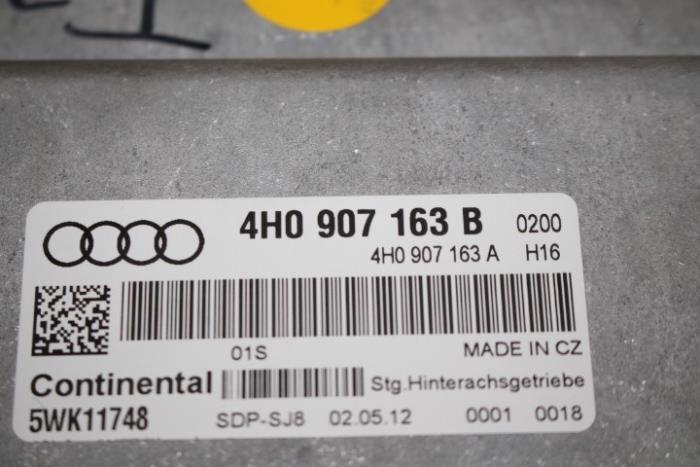 4H0 907 163 B 0200
4H0 907 163 A H16
01S MADE IN CZ
Continental Stg.Hinterachsgetriebe
5WK11748 SDP-SJ8 02.05.12 0001 0018